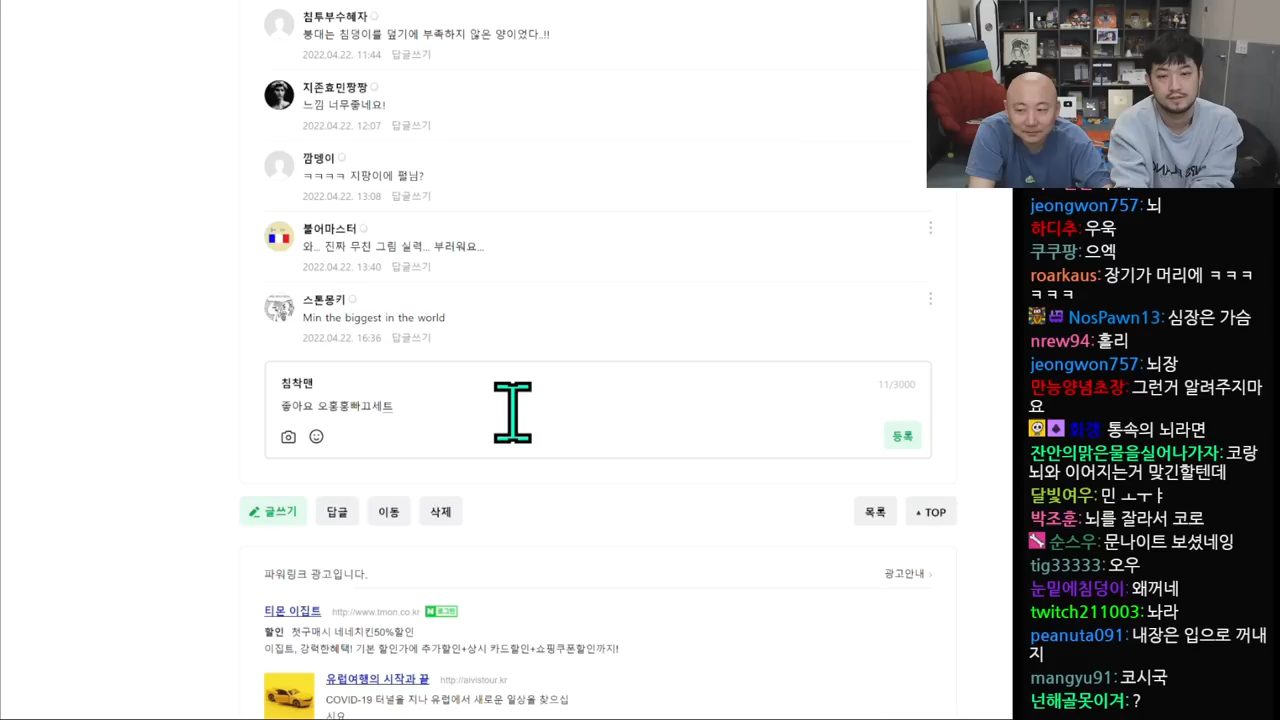 침투부수혜자
붕대는 침덩이를 덮기에 부족하지 않은 양이었다..!!
2022.04.22. 11:44 답글쓰기
지존효민짱짱
느낌 너무좋네요!
2022.04.22. 12:07 답글쓰기
깜뎅이
ㅋㅋㅋㅋ 지팡이에 펄님?
2022.04.22. 13:08 답글쓰기
불어마스터
와... 진짜 무친 그림 실력... 부러워요...
2022.04.22. 13:40 답글쓰기
스톤몽키
Min the biggest in the world
2022.04.22. 16:36 답글쓰기
침착맨
11/3000
좋아요 오홍홍빠끄세트
등록
글쓰기 답글 이동 삭제 목록 TOP
파워링크 광고입니다.
광고안내
티몬 이집트 http://www.tmon.co.kr N 로그인
할인 첫구매시 네네치킨50%할인
이집트, 강력한혜택! 기본 할인가에 추가할인+상시 카드할인+쇼핑쿠폰할인까지!
유럽여행의 시작과 끝 http://aivistour.kr
COVID-19 터널을 지나 유럽에서 새로운 일상을 찾으십
시요
jeongwon757: 뇌
하디추: 우욱
쿠쿠팡: 으엑
roarkaus: 장기가 머리에 ㅋㅋㅋ
ㅋㅋㅋㅋ
NosPawn13: 심장은 가슴
nrew94: 홀리
jeongwon757: 뇌장
만능양념초장: 그런거 알려주지마
요
통속의 뇌라면
잔안의맑은물을실어나가자: 코랑
뇌와 이어지는거 맞긴할텐데
달빛여우: 민 ㅗㅜㅑ
박조훈: 뇌를 잘라서 코로
순스우: 문나이트 보셨네잉
tig33333: 오우
눈밑에침덩이: 왜꺼네
twitch211003: 놔라
peanuta091: 내장은 입으로 꺼내
지
mangyu91: 코시국
넌해골못이겨: ?